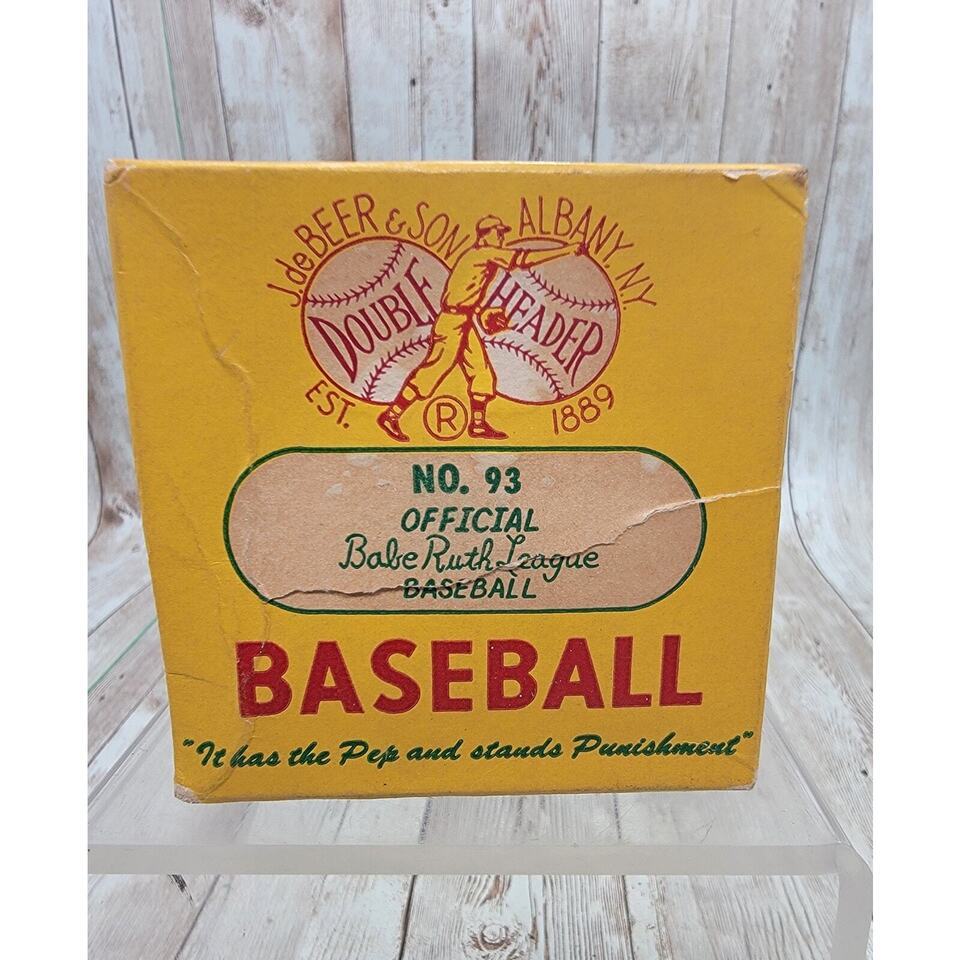 J. de BEER & SON ALBANY, N.Y.
DOUBLE HEADER
EST. ® 1889
NO. 93
OFFICIAL
Babe Ruth League
BASEBALL
BASEBALL
"It has the Pep and stands Punishment"